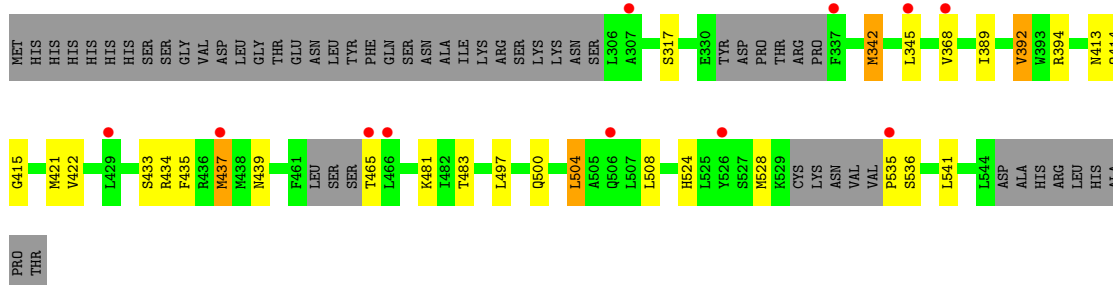 MET HIS HIS HIS HIS HIS HIS SER SER GLY VAL ASP LEU GLY THR GLU ASN LEU TYR PHE GLN SER ASN ALA ILE LYS ARG SER LYS LYS ASN SER L306 A307 S317 E330 TYR ASP PRO THR ARG PRO F337 M342 L345 V368 I389 V392 W393 R394 N413
G415 M421 V422 L429 S433 R434 F435 R436 M437 M438 N439 F461 LEU SER SER T465 L466 K481 I482 T483 L497 Q500 L504 A505 Q506 L507 L508 H524 L525 Y526 S527 M528 K529 CYS LYS ASN VAL VAL P535 S536 L541 L544 ASP ALA HIS ARG LEU HIS ALA
PRO THR